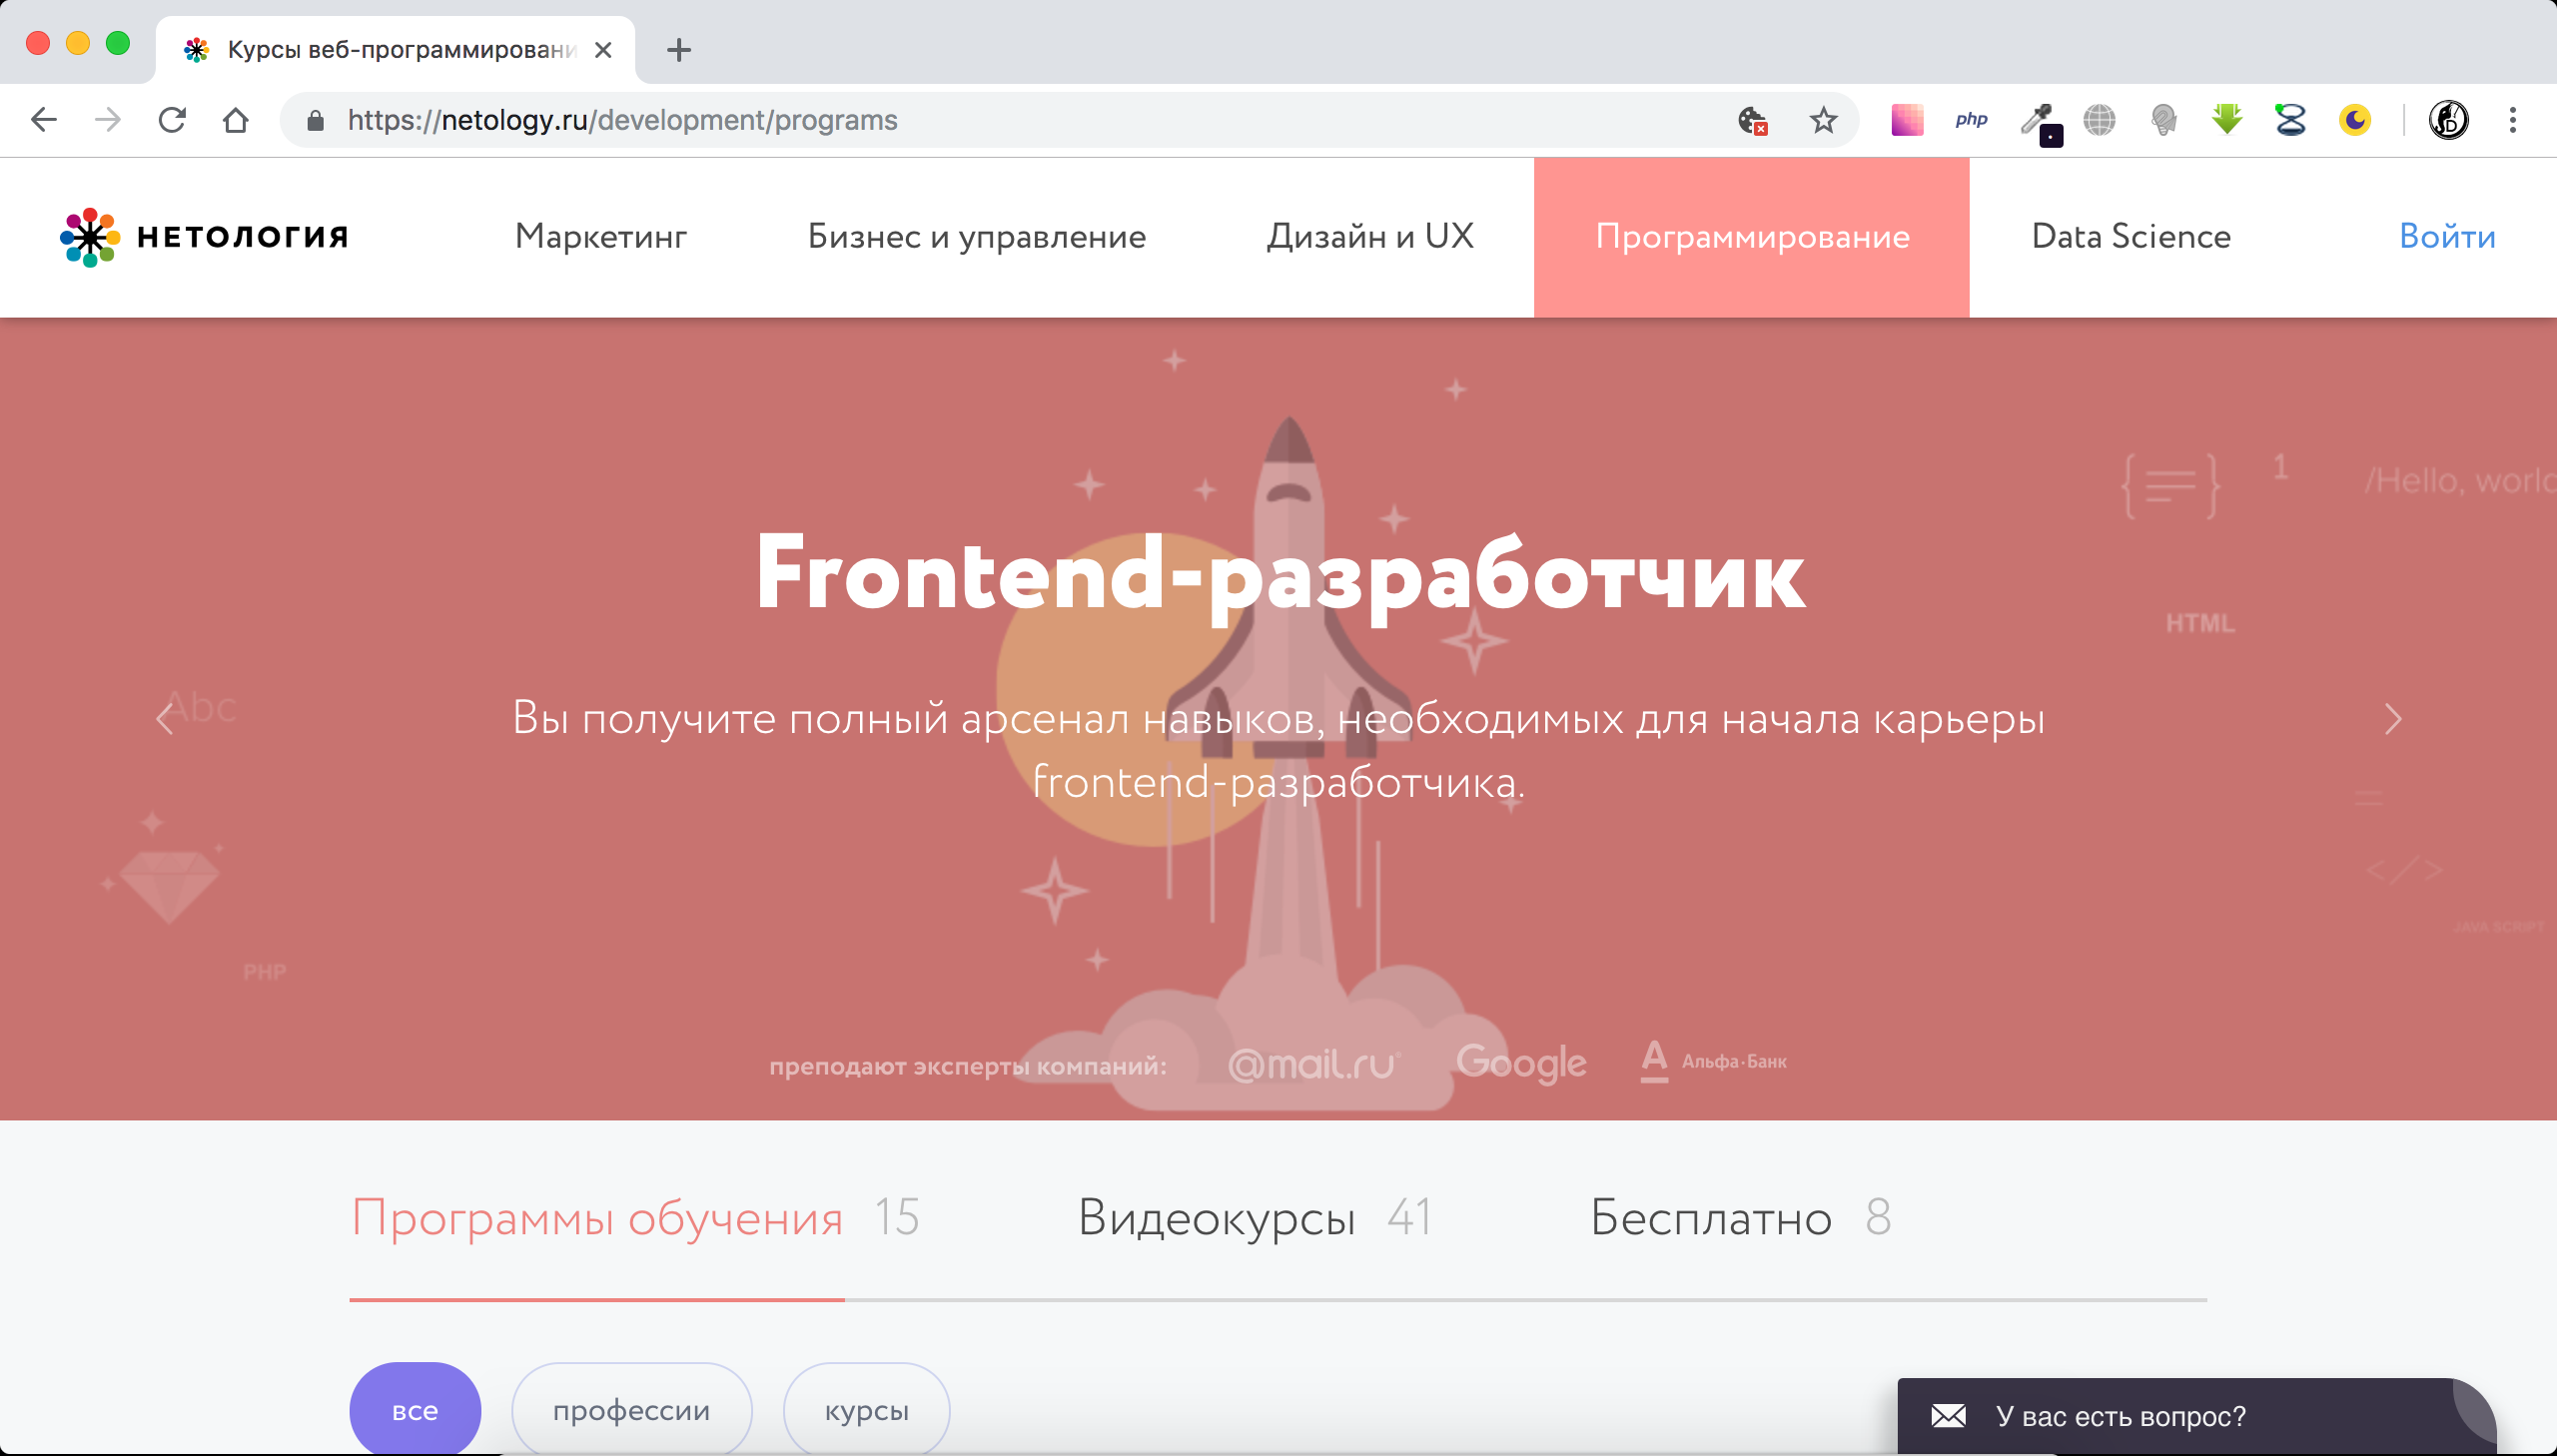 Курсы веб-программировани
https://netology.ru/development/programs
php
НЕТОЛОГИЯ
Маркетинг
Бизнес и управление
Дизайн и UX
Программирование
Data Science
Войти
{=} 1 /Hello, world
Frontend-разработчик
HTML
Abc
Вы получите полный арсенал навыков, необходимых для начала карьеры
frontend-разработчика.
=
</>
JAVA SCRIPT
PHP
преподают эксперты компаний:
@mail.ru
Google
Альфа·Банк
Программы обучения 15
Видеокурсы 41
Бесплатно 8
все
профессии
курсы
У вас есть вопрос?